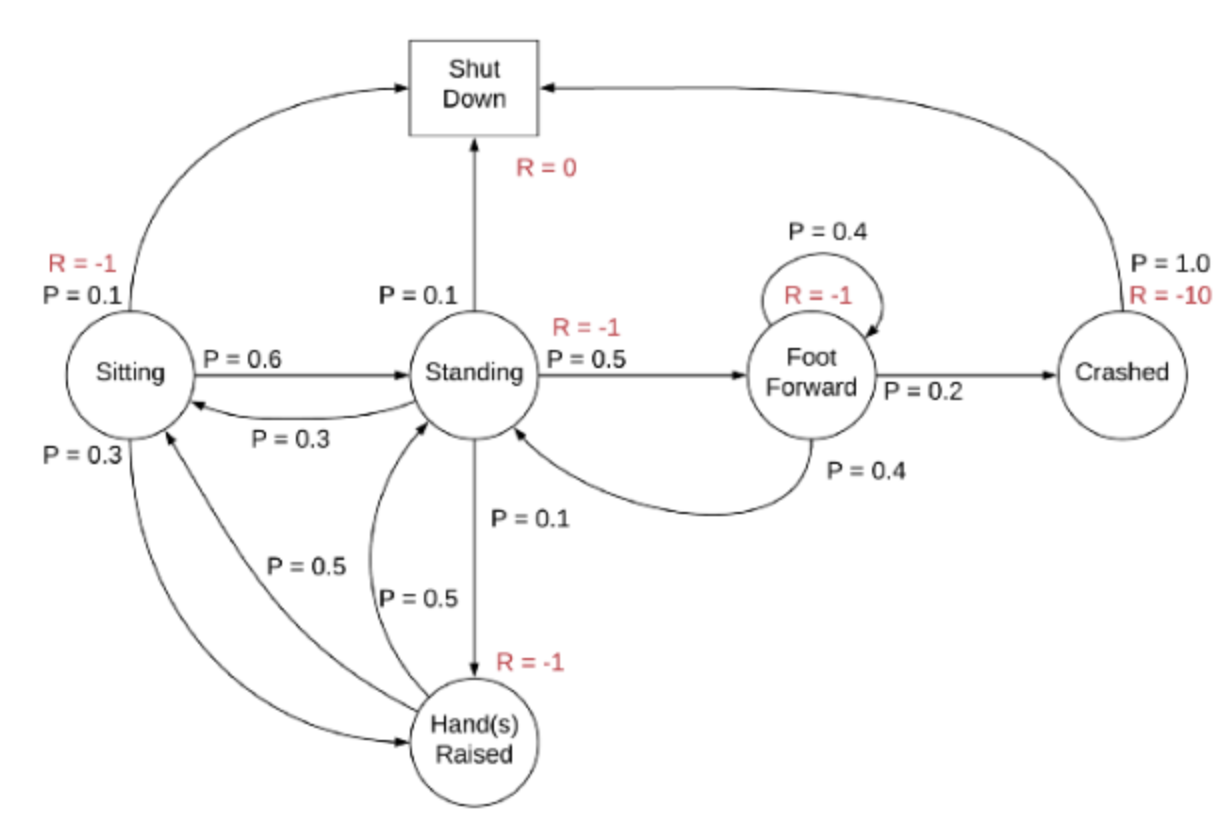 Shut
Down
R = 0
P = 0.4
R = -1
P = 0.1
P = 0.1
R = -1
P = 0.5
R = -1
P = 1.0
R = -10
Sitting
P = 0.6
Standing
Foot
Forward
P = 0.2
Crashed
P = 0.3
P = 0.3
P = 0.4
P = 0.1
P = 0.5
P = 0.5
R = -1
Hand(s)
Raised